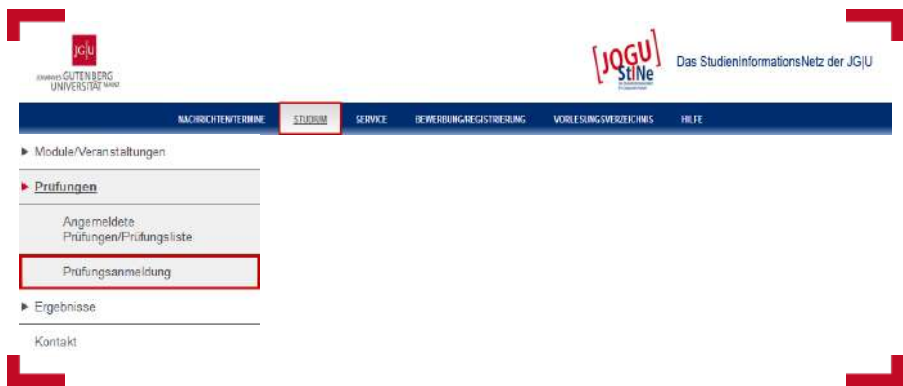 JG|U
JOHANNES GUTENBERG
UNIVERSITÄT MAINZ
[JOGU]
StINe
Das StudienInformationsNetz der JG|U
NACHRICHTEN/TERMINE STUDIUM SERVICE BEWERBUNG/REGISTRIERUNG VORLESUNGSVERZEICHNIS HILFE
Module/Veranstaltungen
Prüfungen
Angemeldete
Prüfungen/Prüfungsliste
Prüfungsanmeldung
Ergebnisse
Kontakt